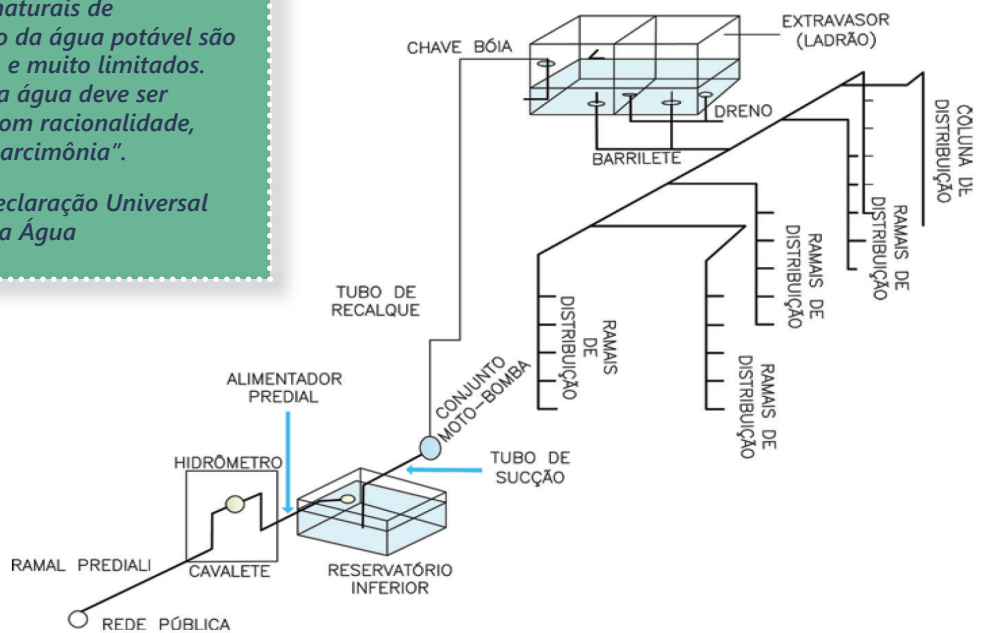 naturais de
o da água potável são
e muito limitados.
a água deve ser
om racionalidade,
arcimônia”.
eclaração Universal
a Água
CHAVE BÓIA
EXTRAVASOR
(LADRÃO)
DRENO
BARRILETE
COLUNA DE
DISTRIBUIÇÃO
RAMAIS DE
DISTRIBUIÇÃO
RAMAIS DE
DISTRIBUIÇÃO
RAMAIS DE
DISTRIBUIÇÃO
RAMAIS
DE
DISTRIBUIÇÃO
TUBO DE
RECALQUE
CONJUNTO
MOTO-BOMBA
ALIMENTADOR
PREDIAL
TUBO DE
SUCÇÃO
HIDRÔMETRO
RAMAL PREDIALI
CAVALETE
RESERVATÓRIO
INFERIOR
REDE PÚBLICA